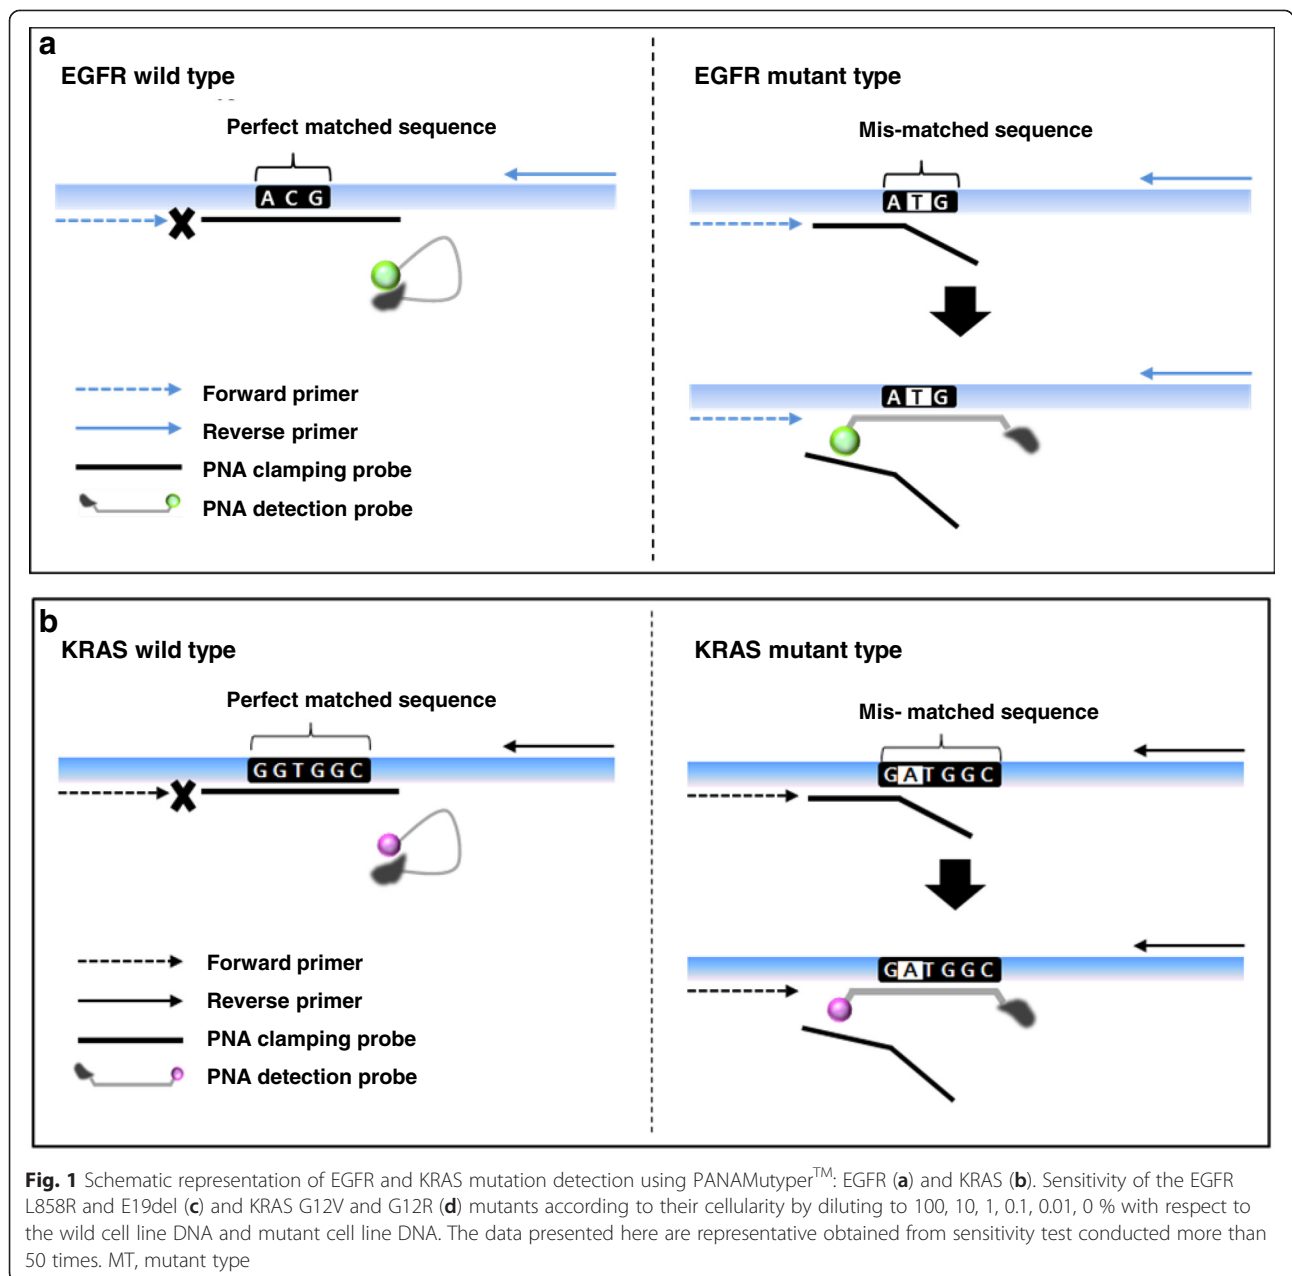 a
EGFR wild type
EGFR mutant type
Perfect matched sequence
Mis-matched sequence
A C G
A T G
A T G
Forward primer
Reverse primer
PNA clamping probe
PNA detection probe
b
KRAS wild type
KRAS mutant type
Perfect matched sequence
Mis- matched sequence
G G T G G C
G A T G G C
G A T G G C
Forward primer
Reverse primer
PNA clamping probe
PNA detection probe
Fig. 1 Schematic representation of EGFR and KRAS mutation detection using PANAMutyper™: EGFR (a) and KRAS (b). Sensitivity of the EGFR
L858R and E19del (c) and KRAS G12V and G12R (d) mutants according to their cellularity by diluting to 100, 10, 1, 0.1, 0.01, 0 % with respect to
the wild cell line DNA and mutant cell line DNA. The data presented here are representative obtained from sensitivity test conducted more than
50 times. MT, mutant type